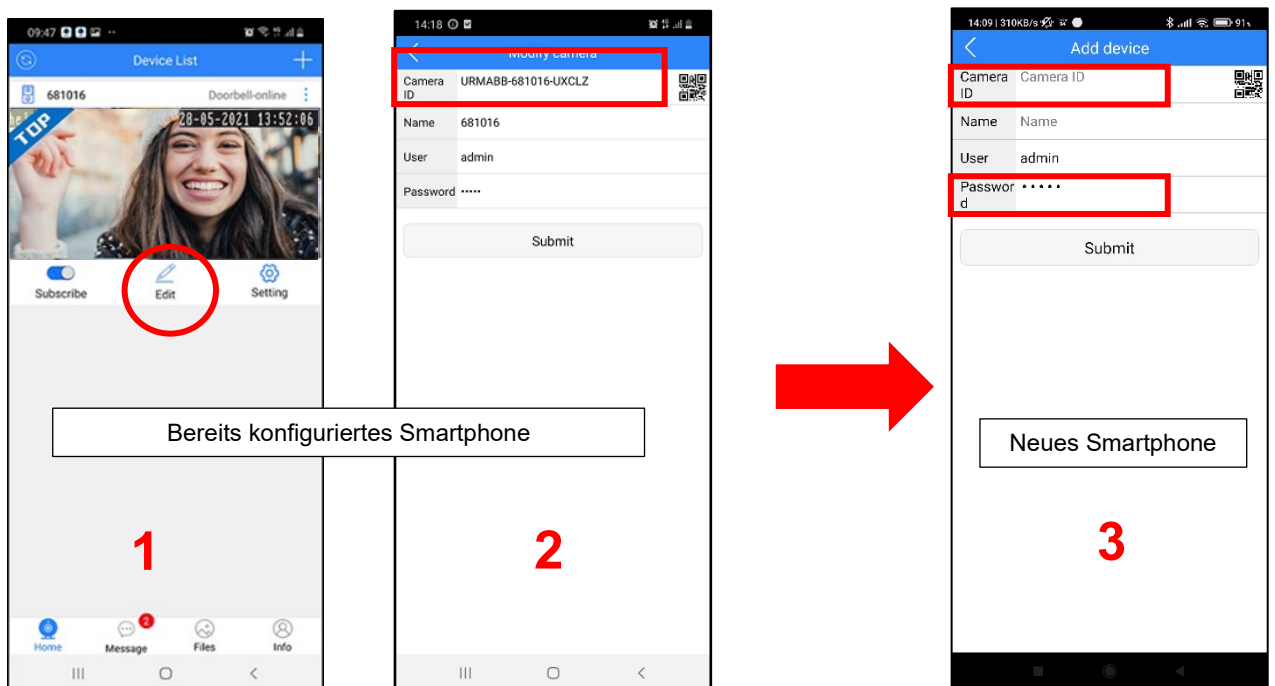 09:47
Device List
681016
Doorbell-online
TOP
28-05-2021 13:52:06
Subscribe
Edit
Setting
1
Home
Message
2
Files
Info
14:18
Modify camera
Camera ID
URMABB-681016-UXCLZ
Name
681016
User
admin
Password
•••••
Submit
Bereits konfiguriertes Smartphone
2
14:09 | 310KB/s
91
Add device
Camera ID
Camera ID
Name
Name
User
admin
Passwor
d
•••••
Submit
Neues Smartphone
3